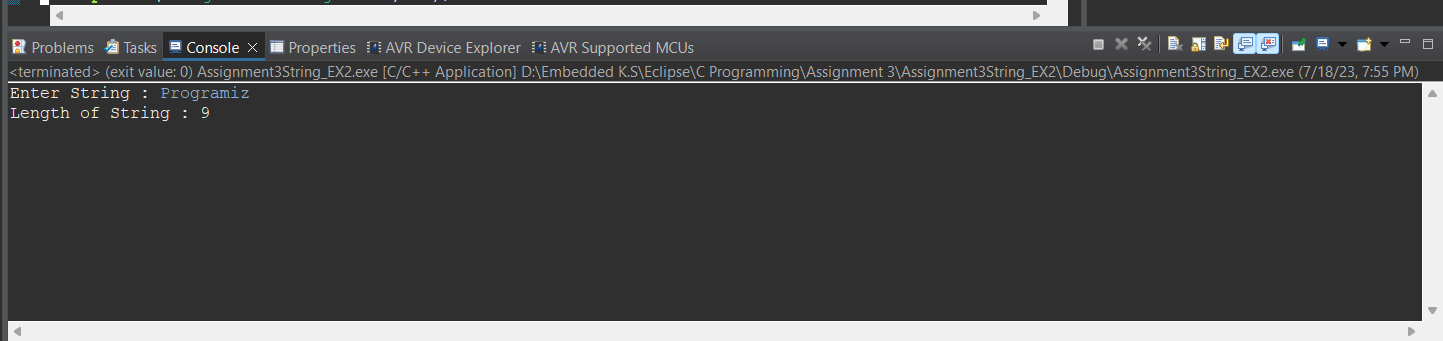 Problems Tasks Console Properties AVR Device Explorer AVR Supported MCUs
<terminated> (exit value: 0) Assignment3String_EX2.exe [C/C++ Application] D:\Embedded K.S\Eclipse\C Programming\Assignment 3\Assignment3String_EX2\Debug\Assignment3String_EX2.exe (7/18/23, 7:55 PM)
Enter String : Programiz
Length of String : 9